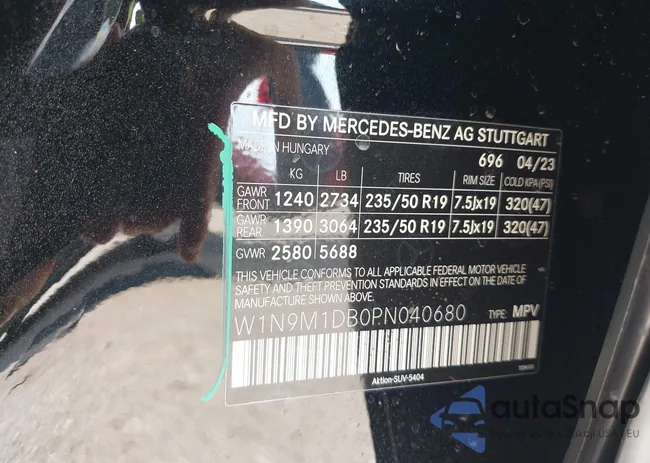 MFD BY MERCEDES-BENZ AG STUTTGART
MADE IN HUNGARY
696 04/23
KG LB TIRES RIM SIZE COLD KPA (PSI)
GAWR FRONT 1240 2734 235/50 R19 7.5Jx19 320(47)
GAWR REAR 1390 3064 235/50 R19 7.5Jx19 320(47)
GVWR 2580 5688
THIS VEHICLE CONFORMS TO ALL APPLICABLE FEDERAL MOTOR VEHICLE
SAFETY AND THEFT PREVENTION STANDARDS IN EFFECT ON THE DATE OF
MANUFACTURE.
W1N9M1DB0PN040680 TYPE: MPV
Aktion-SUV-5404
autoSnap